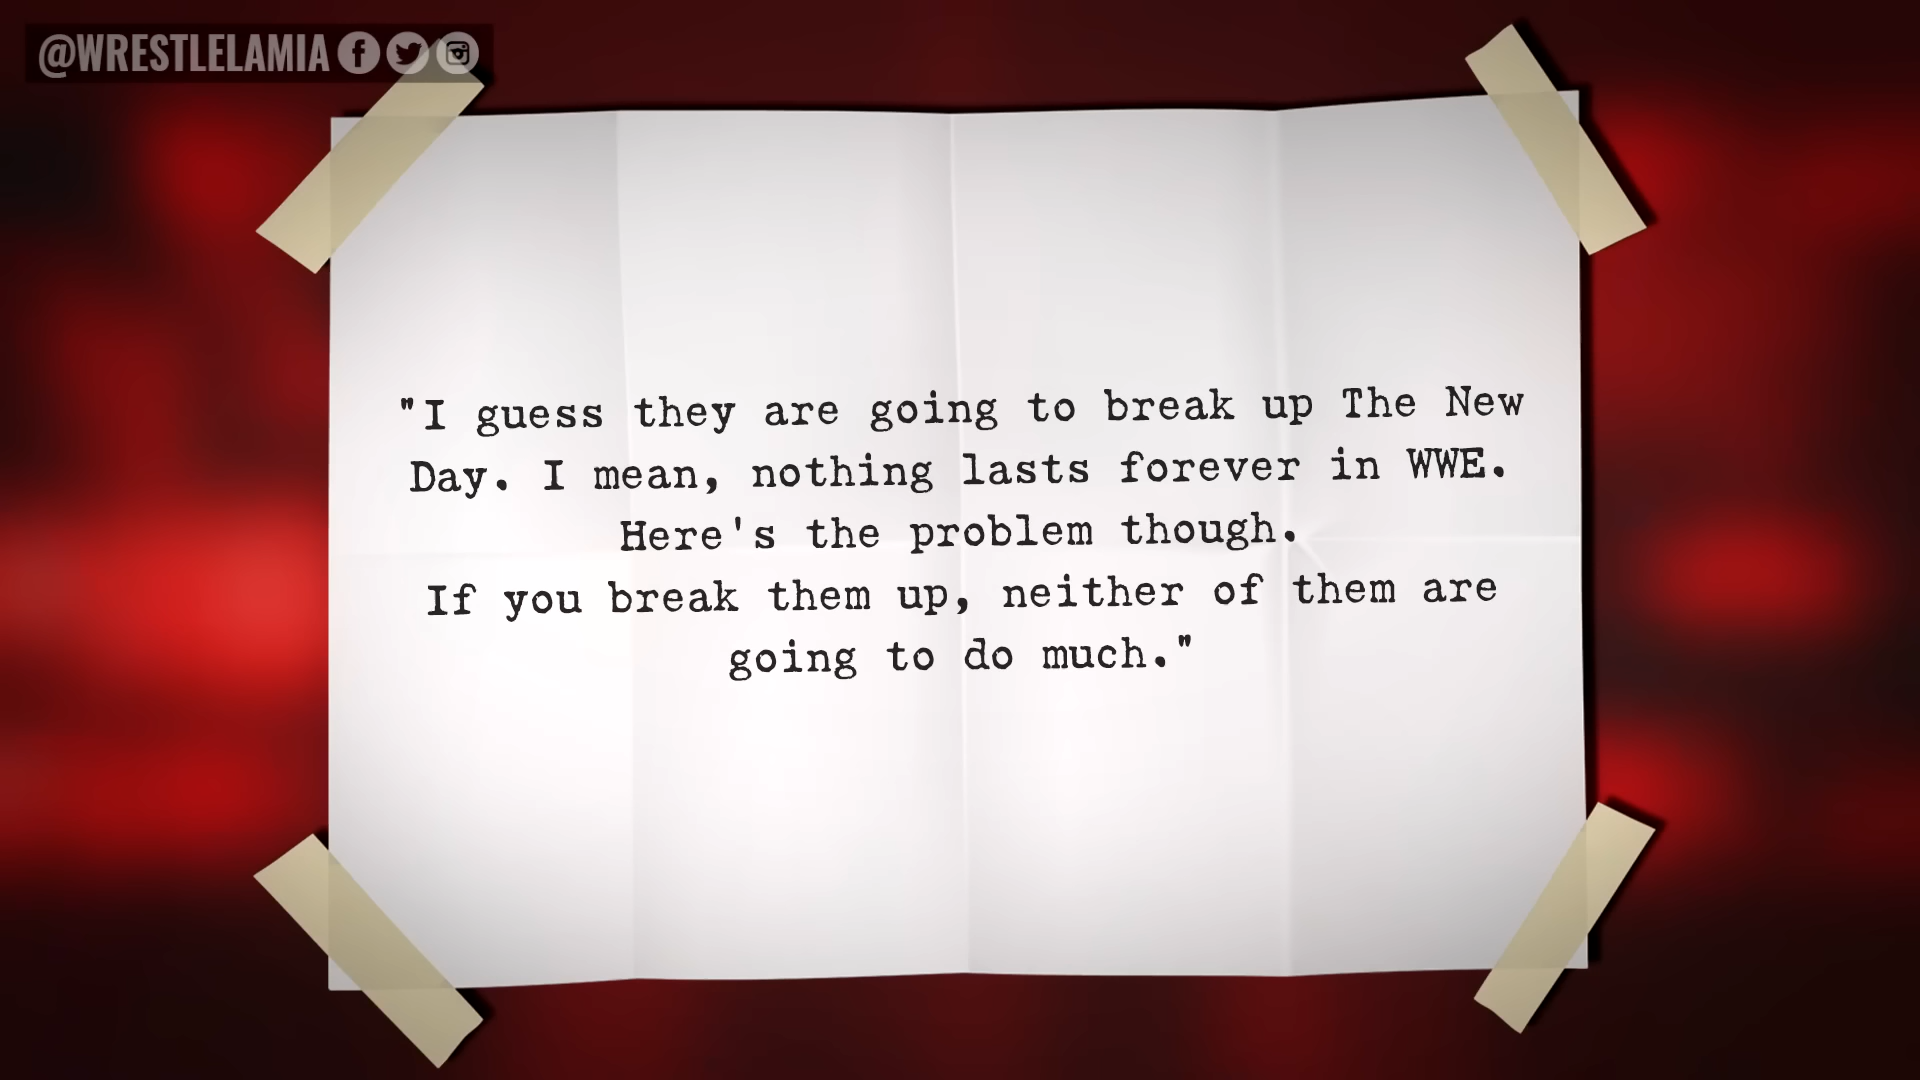 @WRESTLELAMIA
"I guess they are going to break up The New
Day. I mean, nothing lasts forever in WWE.
Here's the problem though.
If you break them up, neither of them are
going to do much."